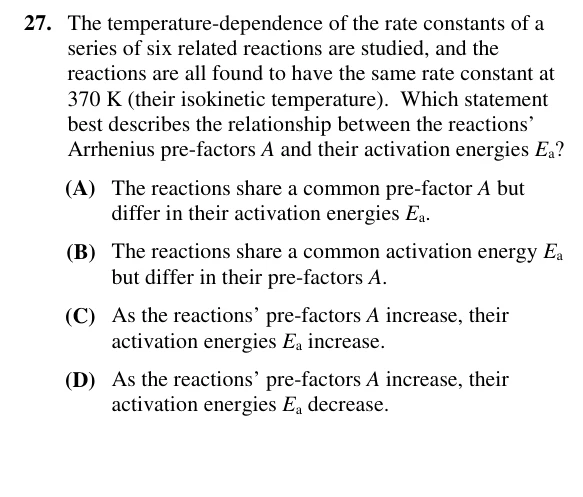 27. The temperature-dependence of the rate constants of a
series of six related reactions are studied, and the
reactions are all found to have the same rate constant at
370 K (their isokinetic temperature). Which statement
best describes the relationship between the reactions’
Arrhenius pre-factors A and their activation energies Eₐ?
(A) The reactions share a common pre-factor A but
differ in their activation energies Eₐ.
(B) The reactions share a common activation energy Eₐ
but differ in their pre-factors A.
(C) As the reactions’ pre-factors A increase, their
activation energies Eₐ increase.
(D) As the reactions’ pre-factors A increase, their
activation energies Eₐ decrease.